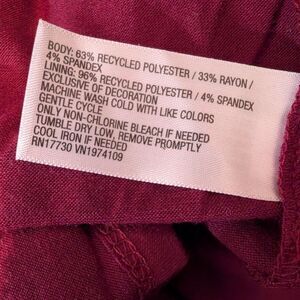 BODY: 63% RECYCLED POLYESTER / 33% RAYON /
4% SPANDEX
LINING: 96% RECYCLED POLYESTER / 4% SPANDEX
EXCLUSIVE OF DECORATION
MACHINE WASH COLD WITH LIKE COLORS
GENTLE CYCLE
ONLY NON-CHLORINE BLEACH IF NEEDED
TUMBLE DRY LOW, REMOVE PROMPTLY
COOL IRON IF NEEDED
RN17730 VN1974109